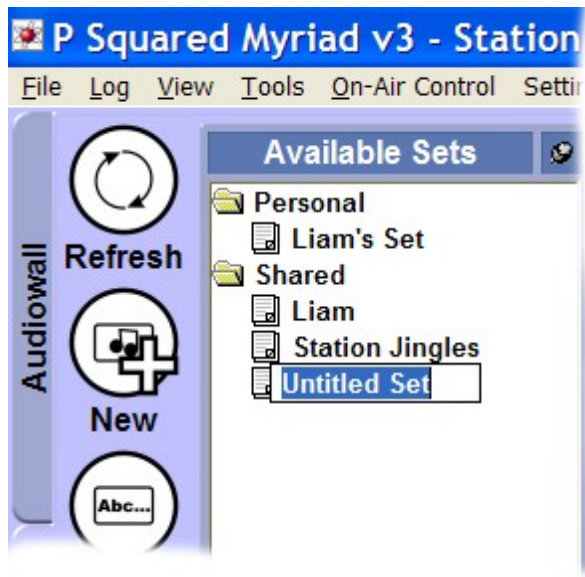 P Squared Myriad v3 - Station
File Log View Tools On-Air Control
Audiowall
Refresh
New
Abc...
Available Sets
Personal
Liam's Set
Shared
Liam
Station Jingles
Untitled Set